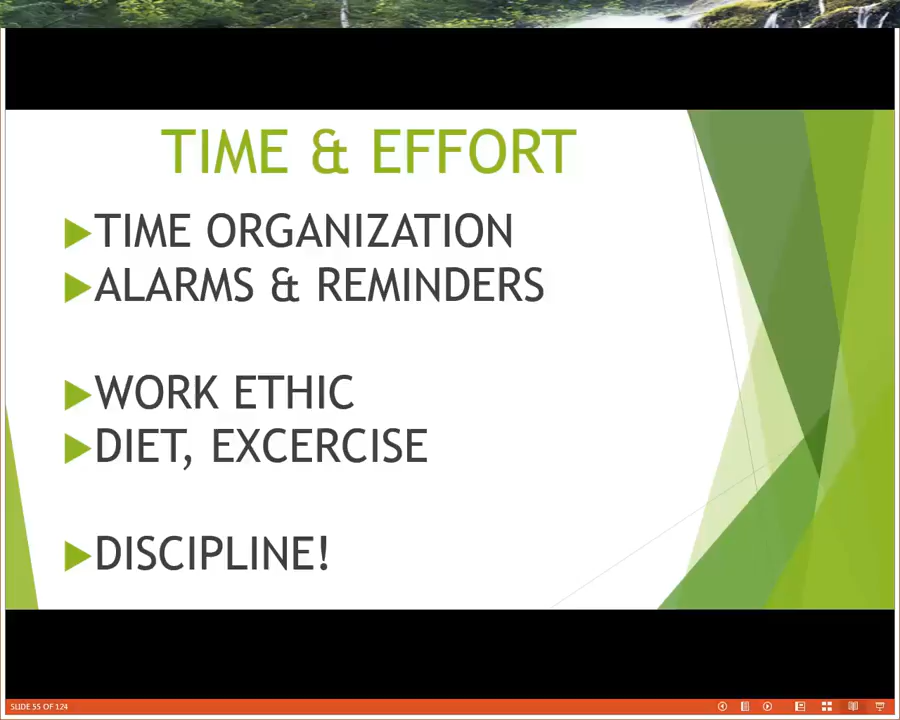 TIME & EFFORT
TIME ORGANIZATION
ALARMS & REMINDERS
WORK ETHIC
DIET, EXCERCISE
DISCIPLINE!
SLIDE 55 OF 124